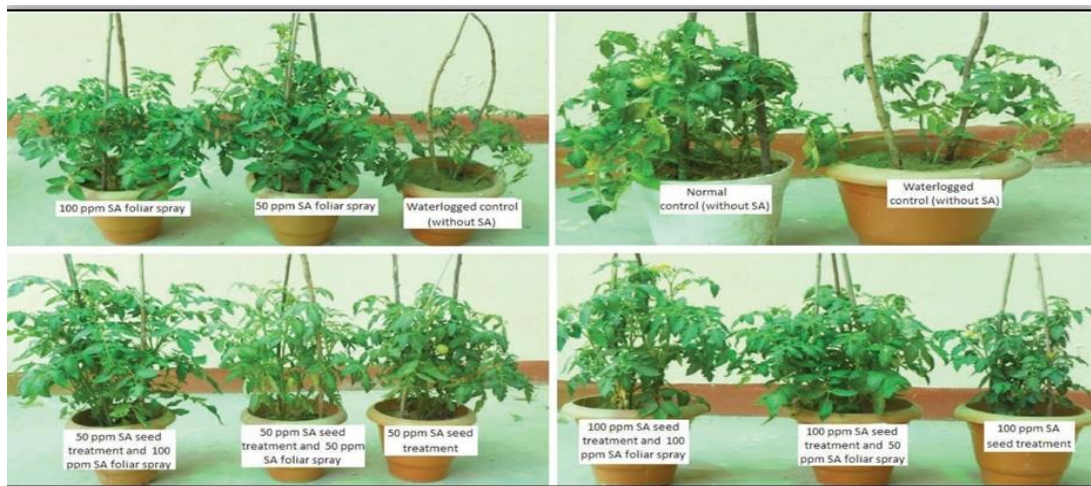 100 ppm SA foliar spray
50 ppm SA foliar spray
Waterlogged control
(without SA)
Normal
control (without SA)
Waterlogged
control (without SA)
50 ppm SA seed
treatment and 100
ppm SA foliar spray
50 ppm SA seed
treatment and 50 ppm
SA foliar spray
50 ppm SA seed
treatment
100 ppm SA seed
treatment and 100
ppm SA foliar spray
100 ppm SA seed
treatment and 50
ppm SA foliar spray
100 ppm SA
seed treatment